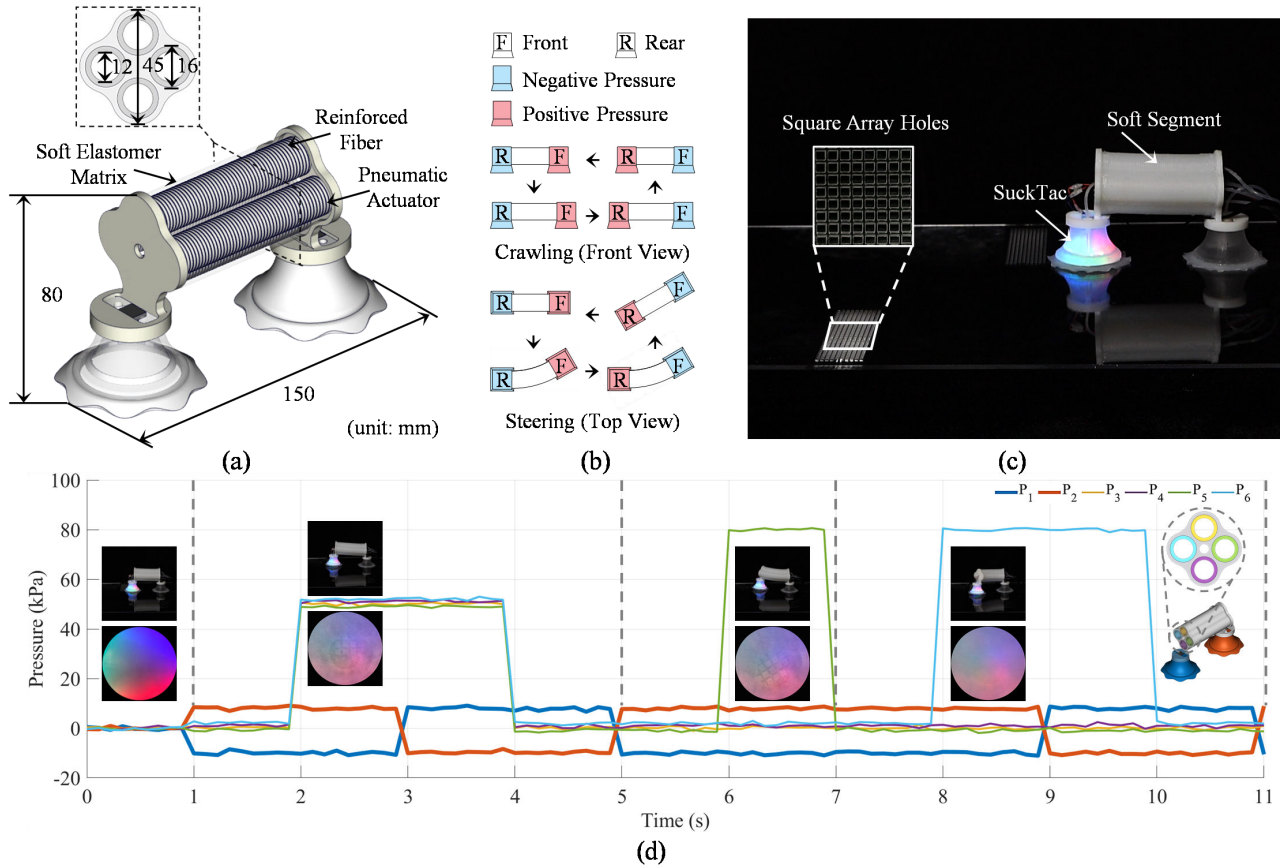 12
45
16
Reinforced
Fiber
Soft Elastomer
Matrix
Pneumatic
Actuator
80
150
(unit: mm)
(a)
F Front
R Rear
Negative Pressure
Positive Pressure
R F
R F
R F
R F
Crawling (Front View)
R F
R F
R F
R F
Steering (Top View)
(b)
Square Array Holes
Soft Segment
SuckTac
(c)
Pressure (kPa)
100
80
60
40
20
0
-20
P1 P2 P3 P4 P5 P6
0 1 2 3 4 5 6 7 8 9 10 11
Time (s)
(d)